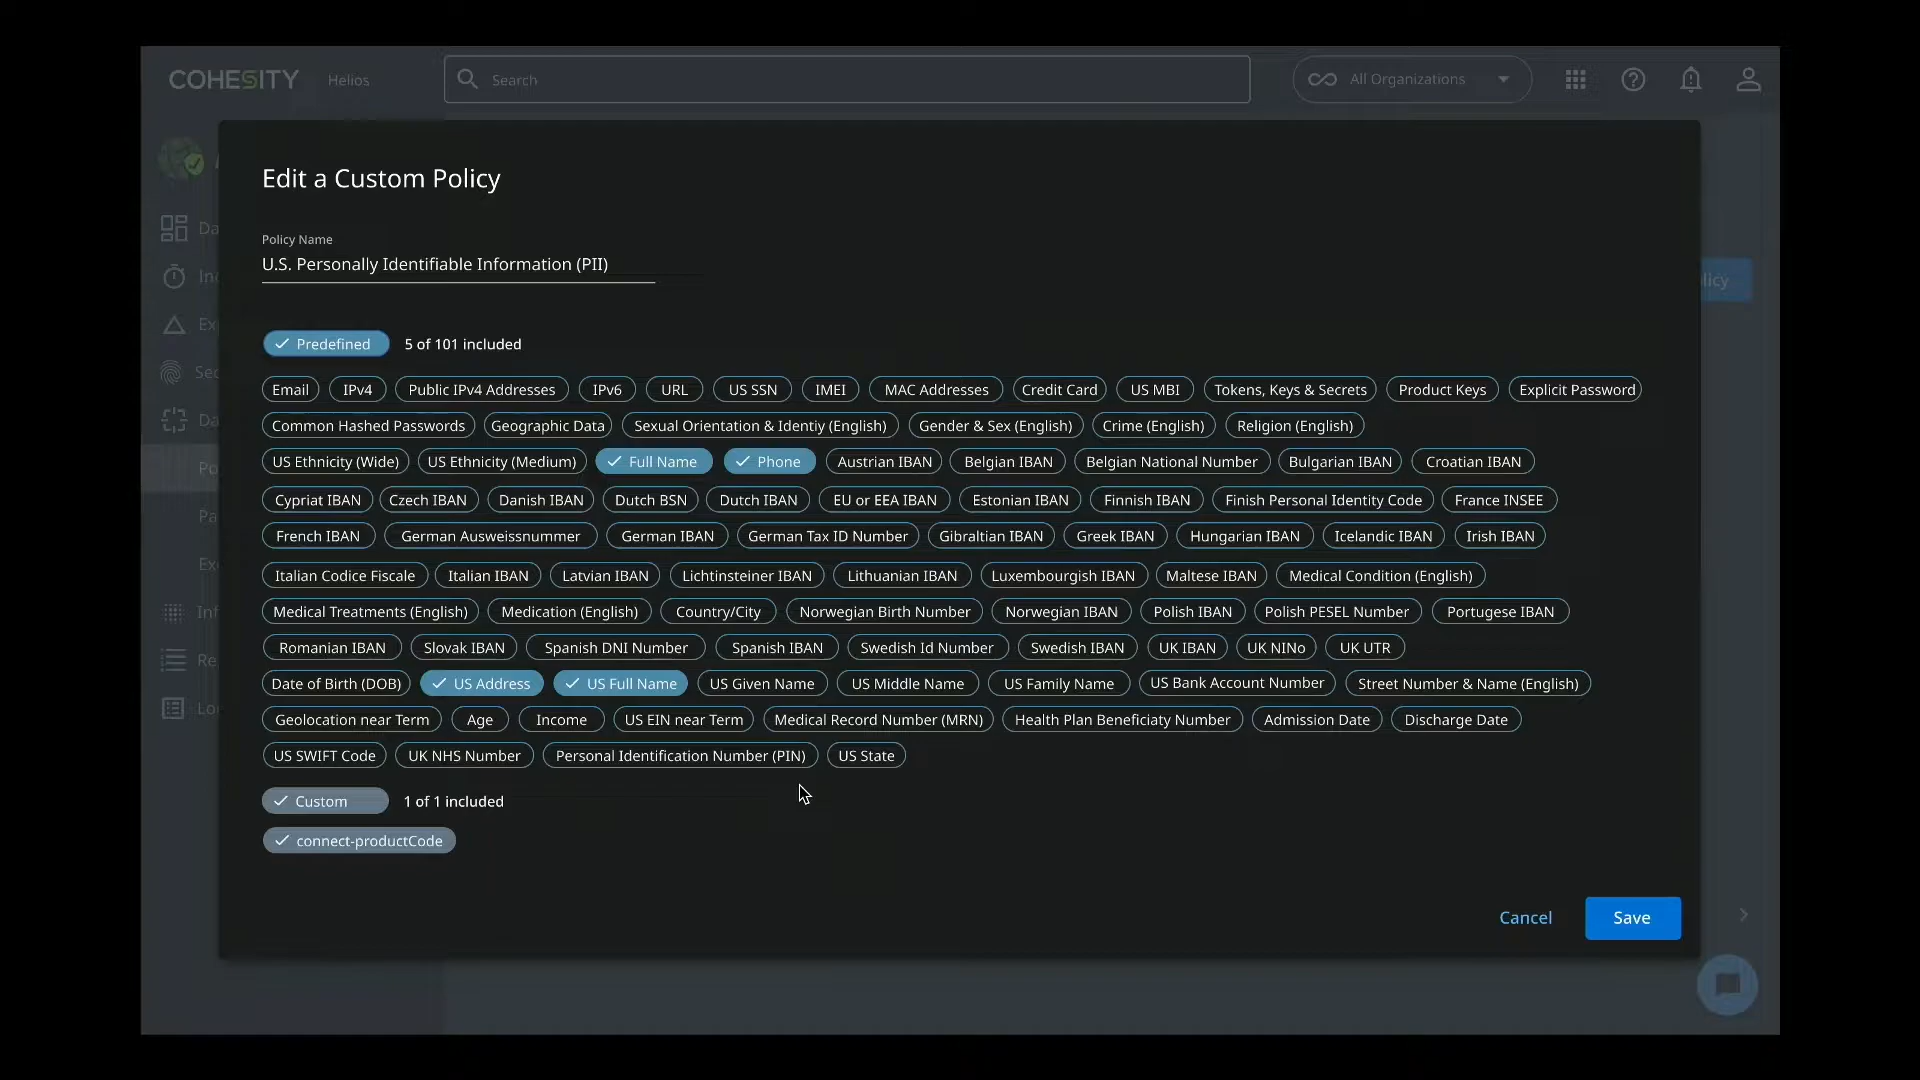 COHESITY Helios Search All Organizations
Edit a Custom Policy
Policy Name
U.S. Personally Identifiable Information (PII)
Predefined 5 of 101 included
Email IPv4 Public IPv4 Addresses IPv6 URL US SSN IMEI MAC Addresses Credit Card US MBI Tokens, Keys & Secrets Product Keys Explicit Password
Common Hashed Passwords Geographic Data Sexual Orientation & Identiy (English) Gender & Sex (English) Crime (English) Religion (English)
US Ethnicity (Wide) US Ethnicity (Medium) Full Name Phone Austrian IBAN Belgian IBAN Belgian National Number Bulgarian IBAN Croatian IBAN
Cypriat IBAN Czech IBAN Danish IBAN Dutch BSN Dutch IBAN EU or EEA IBAN Estonian IBAN Finnish IBAN Finish Personal Identity Code France INSEE
French IBAN German Ausweissnummer German IBAN German Tax ID Number Gibraltian IBAN Greek IBAN Hungarian IBAN Icelandic IBAN Irish IBAN
Italian Codice Fiscale Italian IBAN Latvian IBAN Lichtinsteiner IBAN Lithuanian IBAN Luxembourgish IBAN Maltese IBAN Medical Condition (English)
Medical Treatments (English) Medication (English) Country/City Norwegian Birth Number Norwegian IBAN Polish IBAN Polish PESEL Number Portugese IBAN
Romanian IBAN Slovak IBAN Spanish DNI Number Spanish IBAN Swedish Id Number Swedish IBAN UK IBAN UK NINo UK UTR
Date of Birth (DOB) US Address US Full Name US Given Name US Middle Name US Family Name US Bank Account Number Street Number & Name (English)
Geolocation near Term Age Income US EIN near Term Medical Record Number (MRN) Health Plan Beneficiaty Number Admission Date Discharge Date
US SWIFT Code UK NHS Number Personal Identification Number (PIN) US State
Custom 1 of 1 included
connect-productCode
Cancel Save